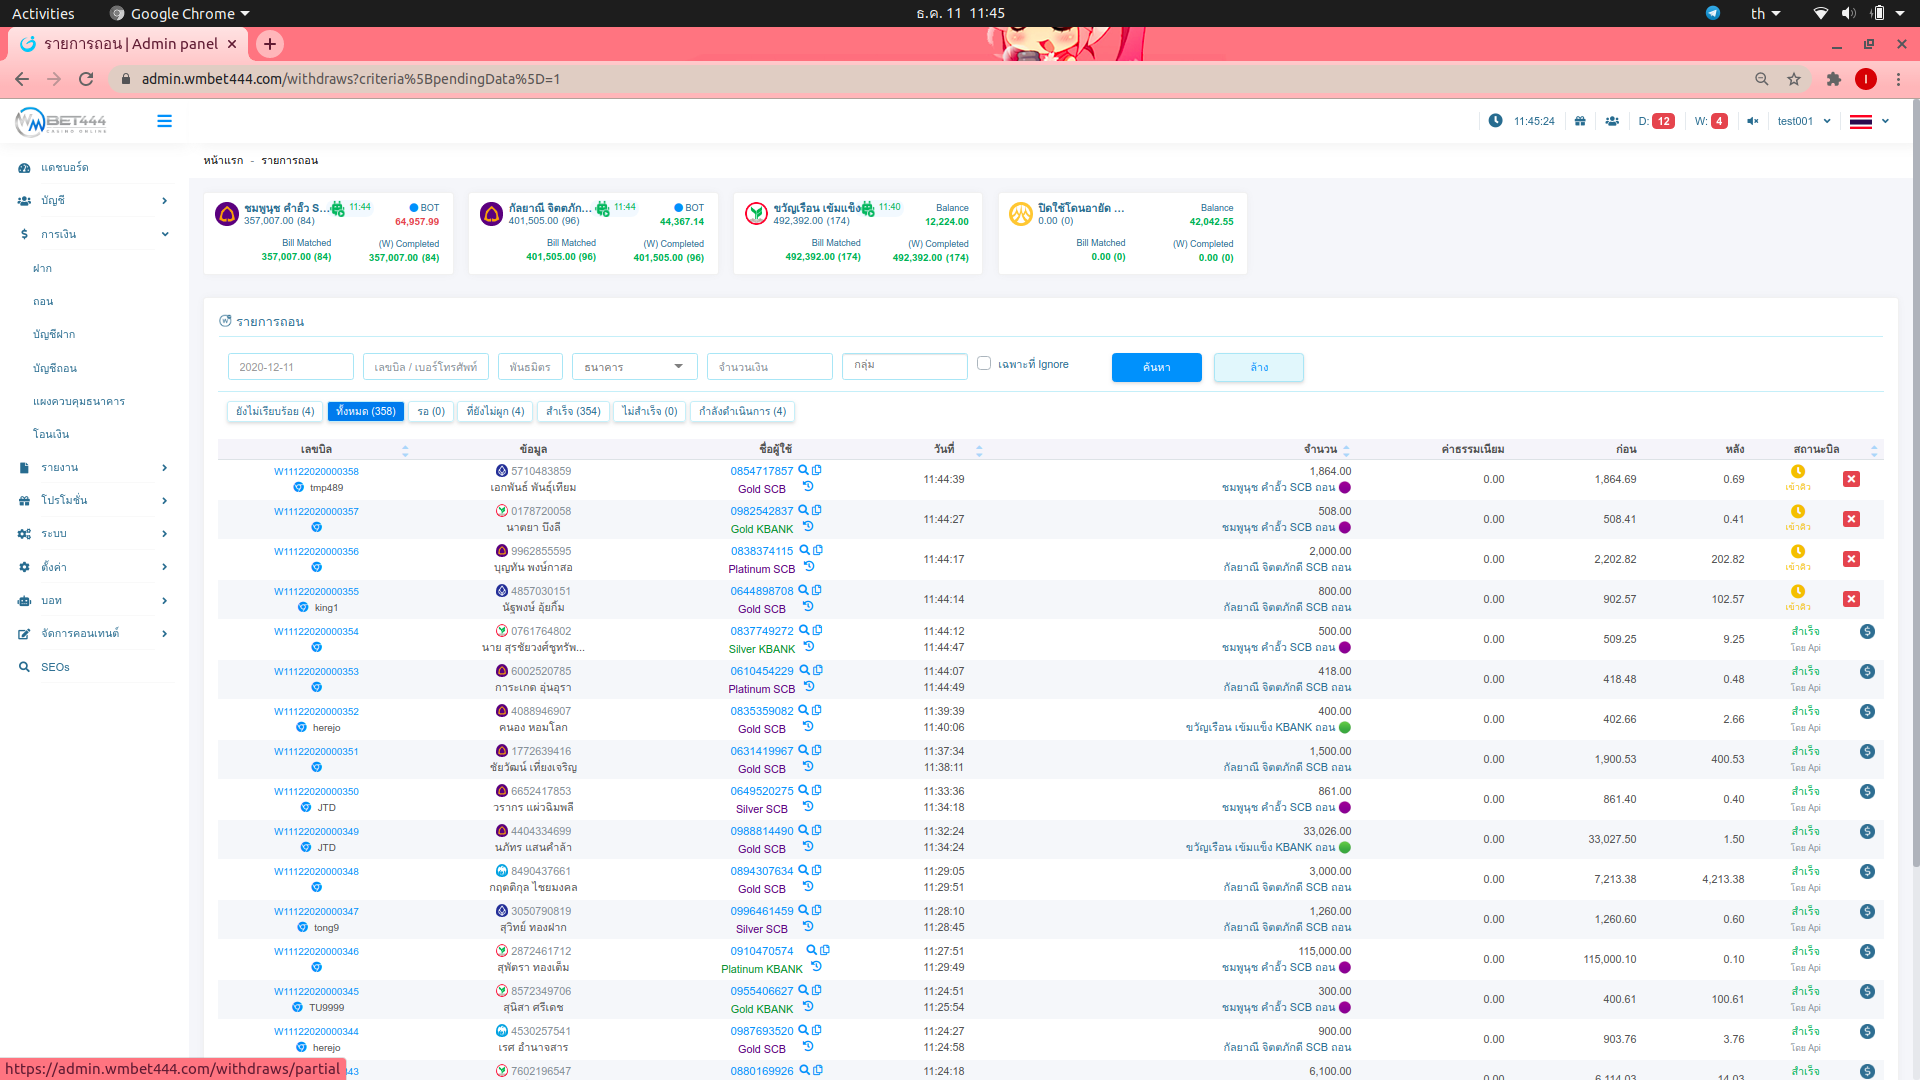 Activities
Google Chrome
ธ.ค. 11 11:45
th
รายการถอน | Admin panel
admin.wmbet444.com/withdraws?criteria%5BpendingData%5D=1
WMBET444
CASINO ONLINE
11:45:24
D: 12
W: 4
test001
แดชบอร์ด
บัญชี
การเงิน
ฝาก
ถอน
บัญชีฝาก
บัญชีถอน
แผงควบคุมธนาคาร
โอนเงิน
รายงาน
โปรโมชั่น
ระบบ
ตั้งค่า
บอท
จัดการคอนเทนต์
SEOs
หน้าแรก - รายการถอน
ชมพูนุช คำอั้ว S... 11:44 BOT
357,007.00 (84) 64,957.99
Bill Matched (W) Completed
357,007.00 (84) 357,007.00 (84)
กัลยาณี จิตตภัก... 11:44 BOT
401,505.00 (96) 44,367.14
Bill Matched (W) Completed
401,505.00 (96) 401,505.00 (96)
ขวัญเรือน เข้มแข็ง 11:40 Balance
492,392.00 (174) 12,224.00
Bill Matched (W) Completed
492,392.00 (174) 492,392.00 (174)
ปิดใช้โดนอายัด ... Balance
0.00 (0) 42,042.55
Bill Matched (W) Completed
0.00 (0) 0.00 (0)
รายการถอน
2020-12-11 เลขบิล / เบอร์โทรศัพท์ พันธมิตร ธนาคาร จำนวนเงิน กลุ่ม เฉพาะที่ Ignore ค้นหา ล้าง
ยังไม่เรียบร้อย (4) ทั้งหมด (358) รอ (0) ที่ยังไม่ผูก (4) สำเร็จ (354) ไม่สำเร็จ (0) กำลังดำเนินการ (4)
เลขบิล ข้อมูล ชื่อผู้ใช้ วันที่ จำนวน ค่าธรรมเนียม ก่อน หลัง สถานะบิล
W11122020000358 5710483859 0854717857 11:44:39 1,864.00 0.00 1,864.69 0.69
tmp489 เอกพันธ์ พันธุ์เทียม Gold SCB ชมพูนุช คำอั้ว SCB ถอน เข้าคิว
W11122020000357 0178720058 0982542837 11:44:27 508.00 0.00 508.41 0.41
นาตยา บึงลี Gold KBANK ชมพูนุช คำอั้ว SCB ถอน เข้าคิว
W11122020000356 9962855595 0838374115 11:44:17 2,000.00 0.00 2,202.82 202.82
บุญทัน พงษ์กาสอ Platinum SCB กัลยาณี จิตตภักดี SCB ถอน เข้าคิว
W11122020000355 4857030151 0644898708 11:44:14 800.00 0.00 902.57 102.57
king1 นัฐพงษ์ อุ้ยกิ้ม Gold SCB กัลยาณี จิตตภักดี SCB ถอน เข้าคิว
W11122020000354 0761764802 0837749272 11:44:12 500.00 0.00 509.25 9.25 สำเร็จ
นาย สุรชัยวงศ์ชูทรัพ... Silver KBANK 11:44:47 ชมพูนุช คำอั้ว SCB ถอน โดย Api
W11122020000353 6002520785 0610454229 11:44:07 418.00 0.00 418.48 0.48 สำเร็จ
การะเกด อุ่นอุรา Platinum SCB 11:44:49 กัลยาณี จิตตภักดี SCB ถอน โดย Api
W11122020000352 4088946907 0835359082 11:39:39 400.00 0.00 402.66 2.66 สำเร็จ
herejo คนอง หอมโลก Gold SCB 11:40:06 ขวัญเรือน เข้มแข็ง KBANK ถอน โดย Api
W11122020000351 1772639416 0631419967 11:37:34 1,500.00 0.00 1,900.53 400.53 สำเร็จ
ชัยวัฒน์ เที่ยงเจริญ Gold SCB 11:38:11 กัลยาณี จิตตภักดี SCB ถอน โดย Api
W11122020000350 6652417853 0649520275 11:33:36 861.00 0.00 861.40 0.40 สำเร็จ
JTD วรากร แผ่วฉิมพลี Silver SCB 11:34:18 ชมพูนุช คำอั้ว SCB ถอน โดย Api
W11122020000349 4404334699 0988814490 11:32:24 33,026.00 0.00 33,027.50 1.50 สำเร็จ
JTD นภัทร แสนคำล้า Gold SCB 11:34:24 ขวัญเรือน เข้มแข็ง KBANK ถอน โดย Api
W11122020000348 8490437661 0894307634 11:29:05 3,000.00 0.00 7,213.38 4,213.38 สำเร็จ
กฤตติกุล ไชยมงคล Gold SCB 11:29:51 กัลยาณี จิตตภักดี SCB ถอน โดย Api
W11122020000347 3050790819 0996461459 11:28:10 1,260.00 0.00 1,260.60 0.60 สำเร็จ
tong9 สุวิทย์ ทองฝาก Silver SCB 11:28:45 กัลยาณี จิตตภักดี SCB ถอน โดย Api
W11122020000346 2872461712 0910470574 11:27:51 115,000.00 0.00 115,000.10 0.10 สำเร็จ
สุพัตรา ทองเต็ม Platinum KBANK 11:29:49 ชมพูนุช คำอั้ว SCB ถอน โดย Api
W11122020000345 8572349706 0955406627 11:24:51 300.00 0.00 400.61 100.61 สำเร็จ
TU9999 สุนิสา ศรีเดช Gold KBANK 11:25:54 ชมพูนุช คำอั้ว SCB ถอน โดย Api
W11122020000344 4530257541 0987693520 11:24:27 900.00 0.00 903.76 3.76 สำเร็จ
herejo เรศ อำนาจสาร Gold SCB 11:24:58 กัลยาณี จิตตภักดี SCB ถอน โดย Api
7602196547 0880169926 11:24:18 6,100.00 0.00 6,114.03 14.03 สำเร็จ
https://admin.wmbet444.com/withdraws/partial